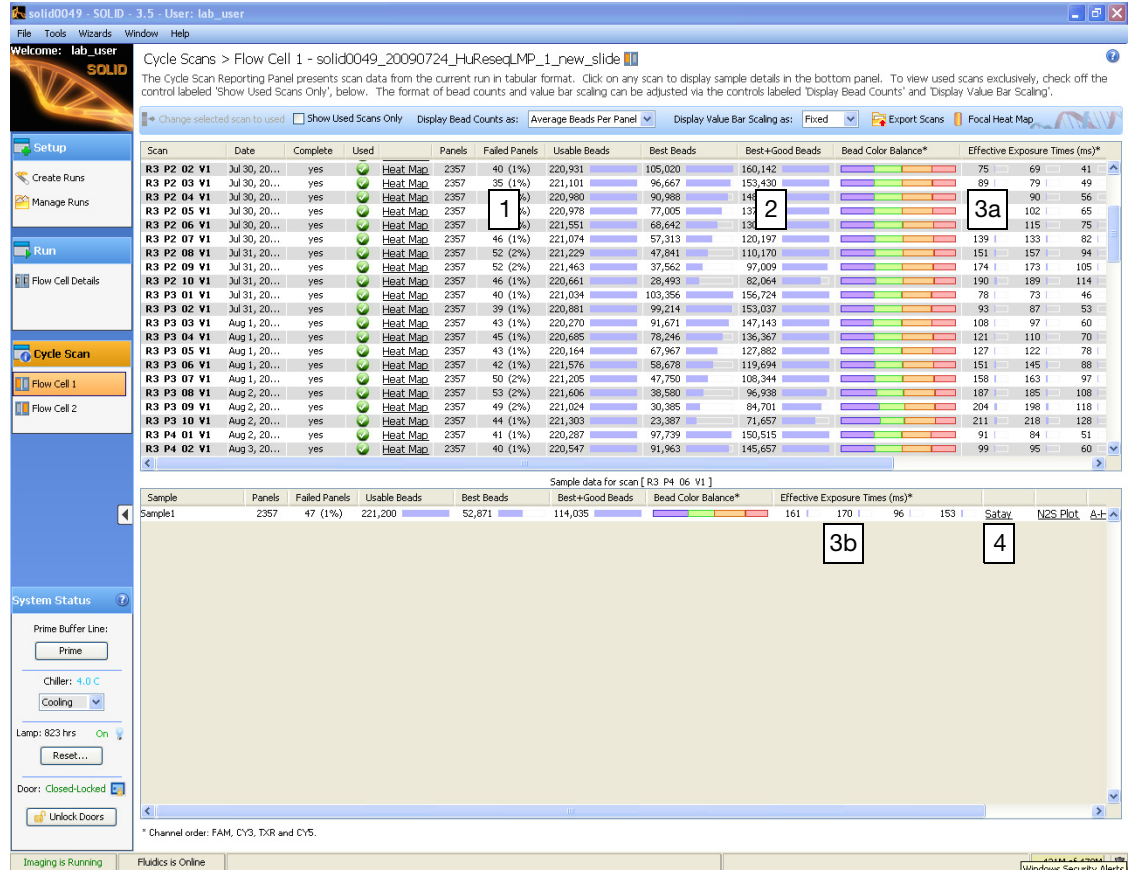 solid0049 - SOLiD - 3.5 - User: lab_user
File Tools Wizards Window Help
Welcome: lab_user
SOLiD
Cycle Scans > Flow Cell 1 - solid0049_20090724_HuReseqLMP_1_new_slide
The Cycle Scan Reporting Panel presents scan data from the current run in tabular format. Click on any scan to display sample details in the bottom panel. To view used scans exclusively, check off the
control labeled 'Show Used Scans Only', below. The format of bead counts and value bar scaling can be adjusted via the controls labeled 'Display Bead Counts' and 'Display Value Bar Scaling'.
Change selected scan to used Show Used Scans Only Display Bead Counts as: Average Beads Per Panel Display Value Bar Scaling as: Fixed Export Scans Focal Heat Map
Setup
Create Runs
Manage Runs
Run
Flow Cell Details
Cycle Scan
Flow Cell 1
Flow Cell 2
Scan Date Complete Used Panels Failed Panels Usable Beads Best Beads Best+Good Beads Bead Color Balance* Effective Exposure Times (ms)*
R3 P2 02 V1 Jul 30, 20... yes Heat Map 2357 40 (1%) 220,931 105,020 160,142 75 69 41
R3 P2 03 V1 Jul 30, 20... yes Heat Map 2357 35 (1%) 221,101 96,667 153,430 89 79 49
R3 P2 04 V1 Jul 30, 20... yes Heat Map 2357 220,980 90,988 90 56
R3 P2 05 V1 Jul 30, 20... yes Heat Map 2357 220,978 77,005 102 65
R3 P2 06 V1 Jul 30, 20... yes Heat Map 2357 221,551 68,642 115 75
R3 P2 07 V1 Jul 30, 20... yes Heat Map 2357 46 (1%) 221,074 57,313 120,197 139 133 82
R3 P2 08 V1 Jul 31, 20... yes Heat Map 2357 52 (2%) 221,229 47,841 110,170 151 157 94
R3 P2 09 V1 Jul 31, 20... yes Heat Map 2357 52 (2%) 221,463 37,562 97,009 174 173 105
R3 P2 10 V1 Jul 31, 20... yes Heat Map 2357 46 (1%) 220,661 28,493 82,064 190 189 114
R3 P3 01 V1 Jul 31, 20... yes Heat Map 2357 40 (1%) 221,034 103,356 156,724 78 73 46
R3 P3 02 V1 Jul 31, 20... yes Heat Map 2357 39 (1%) 220,881 99,214 153,037 93 87 53
R3 P3 03 V1 Aug 1, 20... yes Heat Map 2357 43 (1%) 220,270 91,671 147,143 108 97 60
R3 P3 04 V1 Aug 1, 20... yes Heat Map 2357 45 (1%) 220,685 78,246 136,367 121 110 70
R3 P3 05 V1 Aug 1, 20... yes Heat Map 2357 43 (1%) 220,164 67,967 127,882 127 122 78
R3 P3 06 V1 Aug 1, 20... yes Heat Map 2357 42 (1%) 221,576 58,678 119,694 151 145 88
R3 P3 07 V1 Aug 1, 20... yes Heat Map 2357 50 (2%) 221,205 47,750 108,344 158 163 97
R3 P3 08 V1 Aug 2, 20... yes Heat Map 2357 53 (2%) 221,606 38,580 96,938 187 185 108
R3 P3 09 V1 Aug 2, 20... yes Heat Map 2357 49 (2%) 221,024 30,385 84,701 204 198 118
R3 P3 10 V1 Aug 2, 20... yes Heat Map 2357 44 (1%) 221,303 23,387 71,657 211 218 128
R3 P4 01 V1 Aug 2, 20... yes Heat Map 2357 41 (1%) 220,287 97,739 150,515 91 84 51
R3 P4 02 V1 Aug 3, 20... yes Heat Map 2357 40 (1%) 220,547 91,963 145,657 99 95 60
1
2
3a
Sample data for scan [ R3 P4 06 V1 ]
Sample Panels Failed Panels Usable Beads Best Beads Best+Good Beads Bead Color Balance* Effective Exposure Times (ms)*
Sample1 2357 47 (1%) 221,200 52,871 114,035 161 170 96 153 Satay N2S Plot A-H
3b
4
System Status
Prime Buffer Line:
Prime
Chiller: 4.0 C
Cooling
Lamp: 823 hrs On
Reset...
Door: Closed-Locked
Unlock Doors
* Channel order: FAM, CY3, TXR and CY5.
Imaging is Running Fluidics is Online
Windows Security Alerts